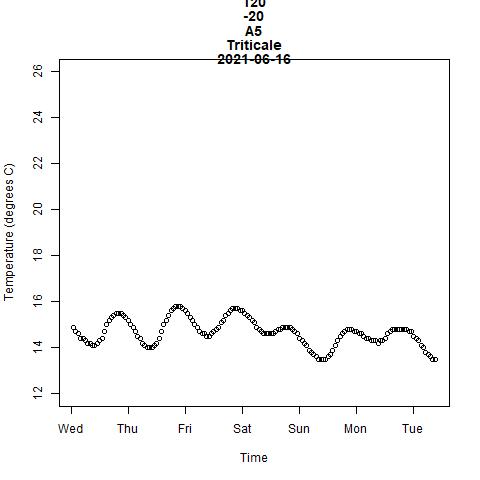 120
-20
A5
Triticale
2021-06-16
26
24
22
20
18
16
14
12
Temperature (degrees C)
Wed Thu Fri Sat Sun Mon Tue
Time